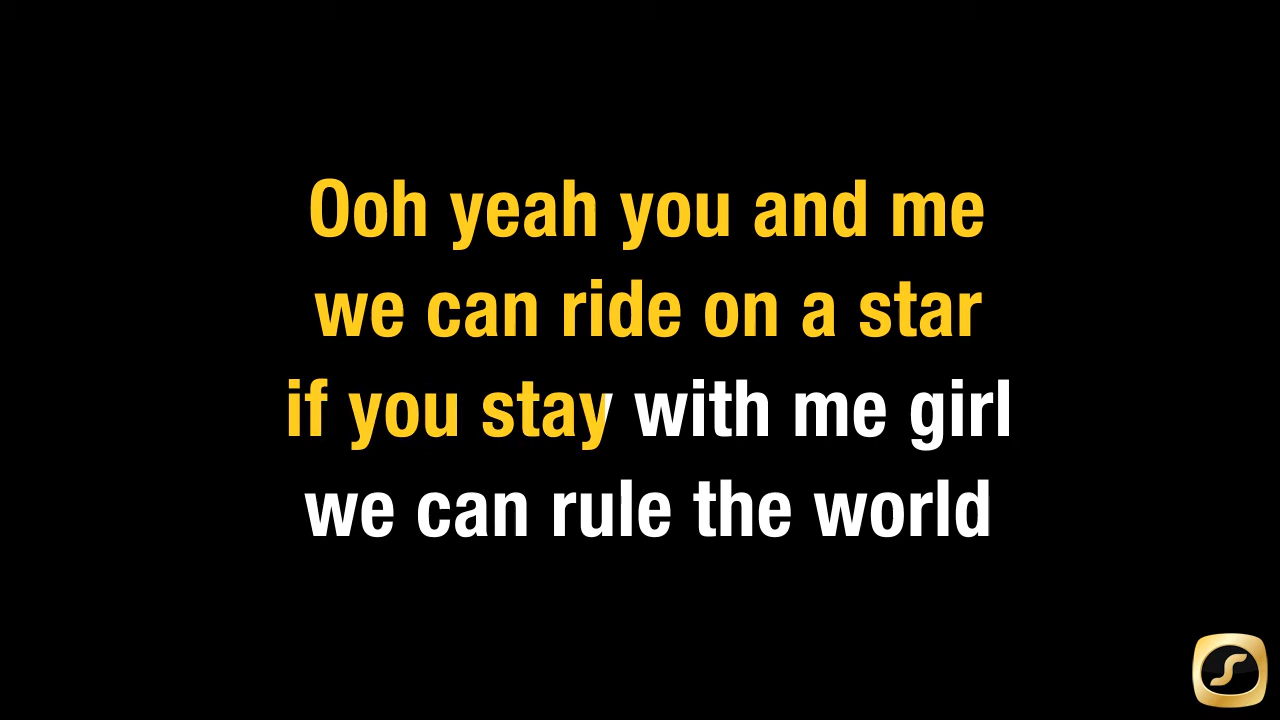 Ooh yeah you and me
we can ride on a star
if you stay with me girl
we can rule the world